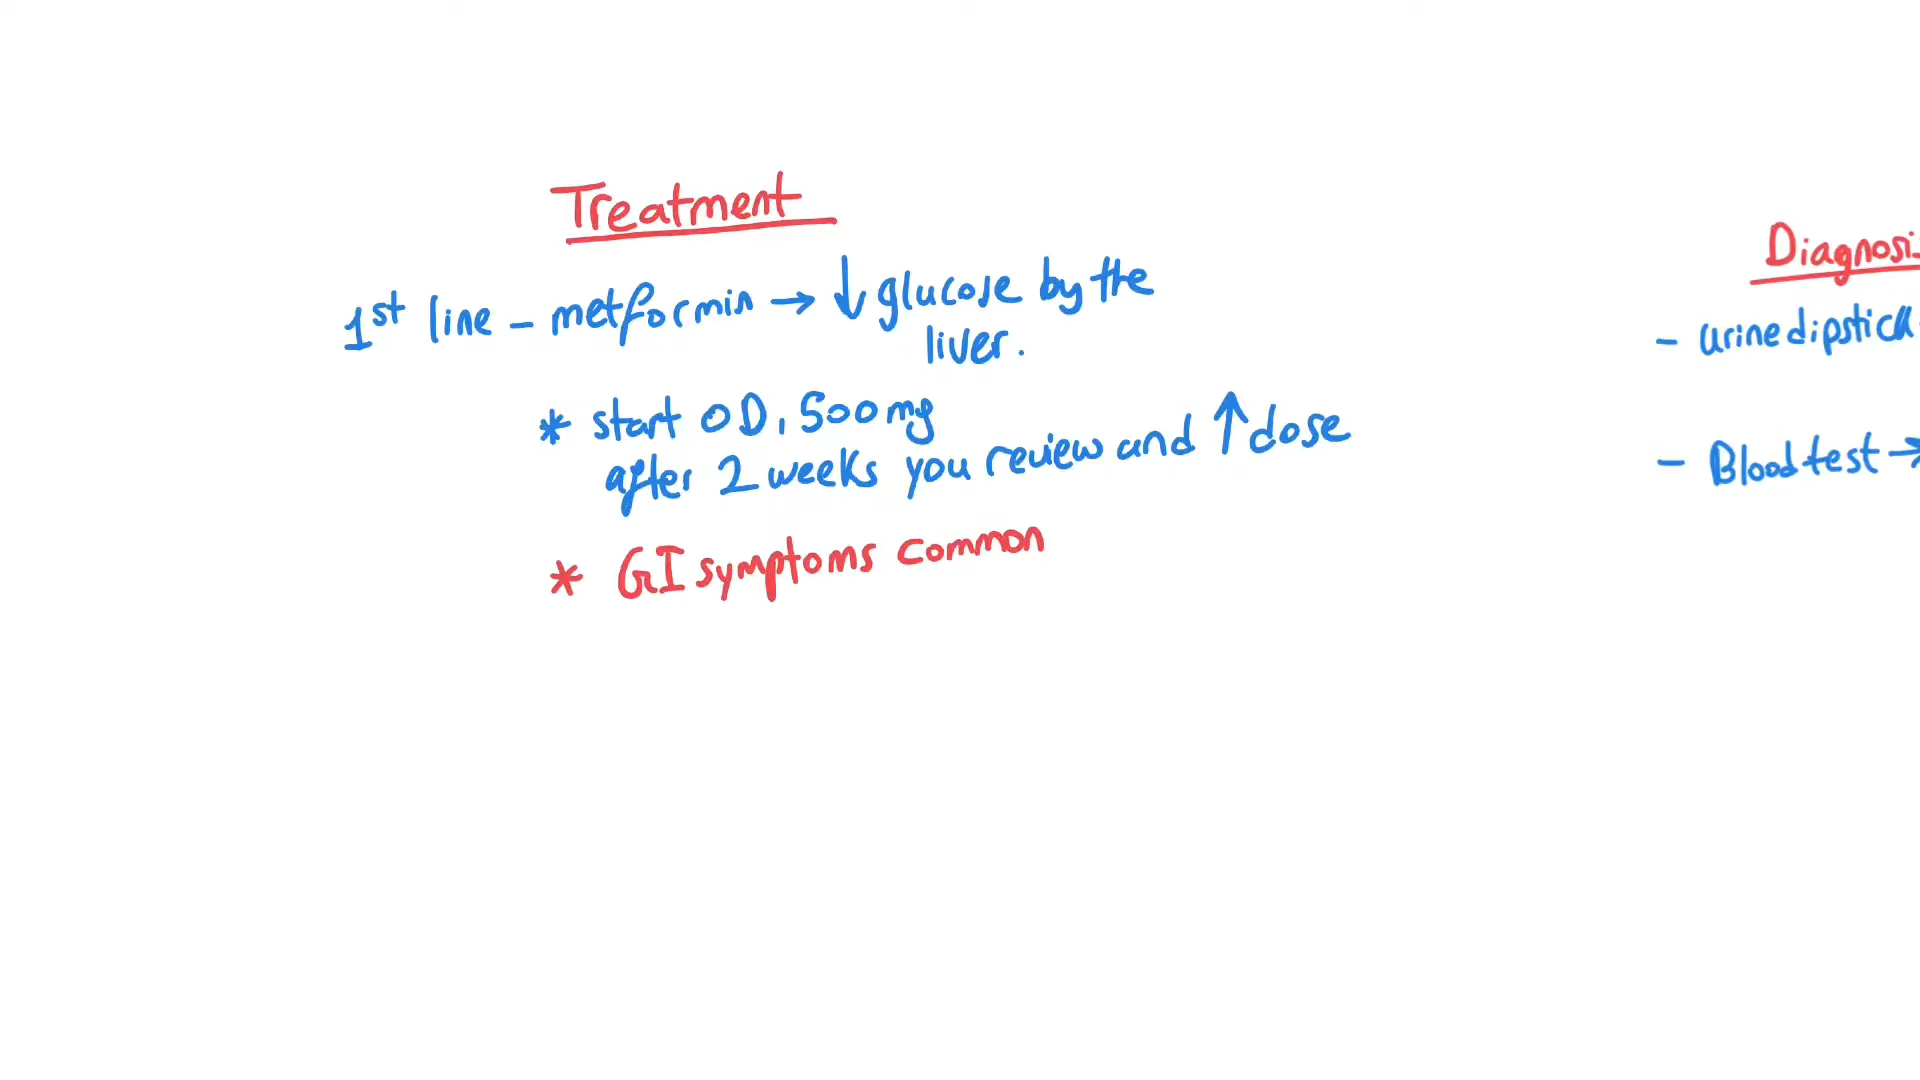 Treatment
1st line - metformin → ↓ glucose by the
liver.
* start OD, 500mg
after 2 weeks you review and ↑ dose
* GI symptoms common
Diagnosi
- urine dipstick
- Blood test →